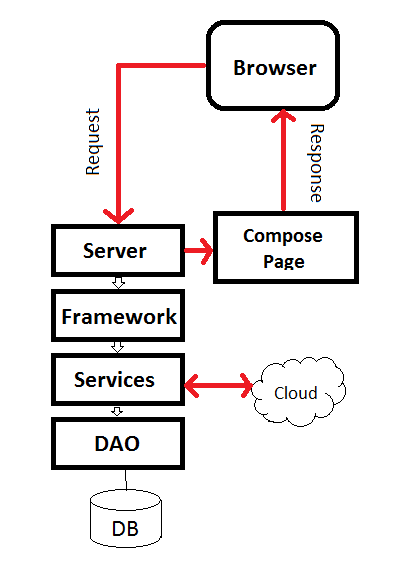 Browser
Request
Response
Server
Compose
Page
Framework
Services
Cloud
DAO
DB